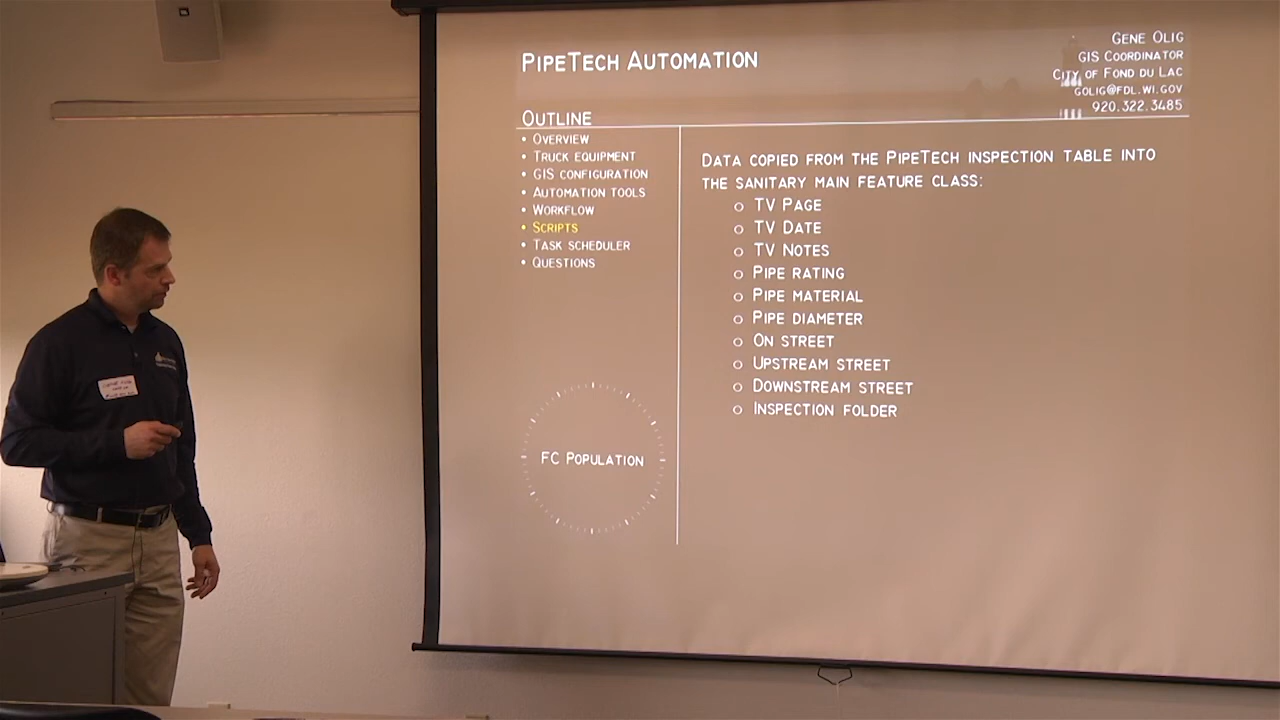 PipeTech Automation
Gene Olig
GIS Coordinator
City of Fond du Lac
golig@fdl.wi.gov
920.322.3485
Outline
• Overview
• Truck equipment
• GIS configuration
• Automation tools
• Workflow
• Scripts
• Task scheduler
• Questions
FC Population
Data copied from the PipeTech inspection table into
the sanitary main feature class:
o TV Page
o TV Date
o TV Notes
o Pipe rating
o Pipe material
o Pipe diameter
o On street
o Upstream street
o Downstream street
o Inspection folder